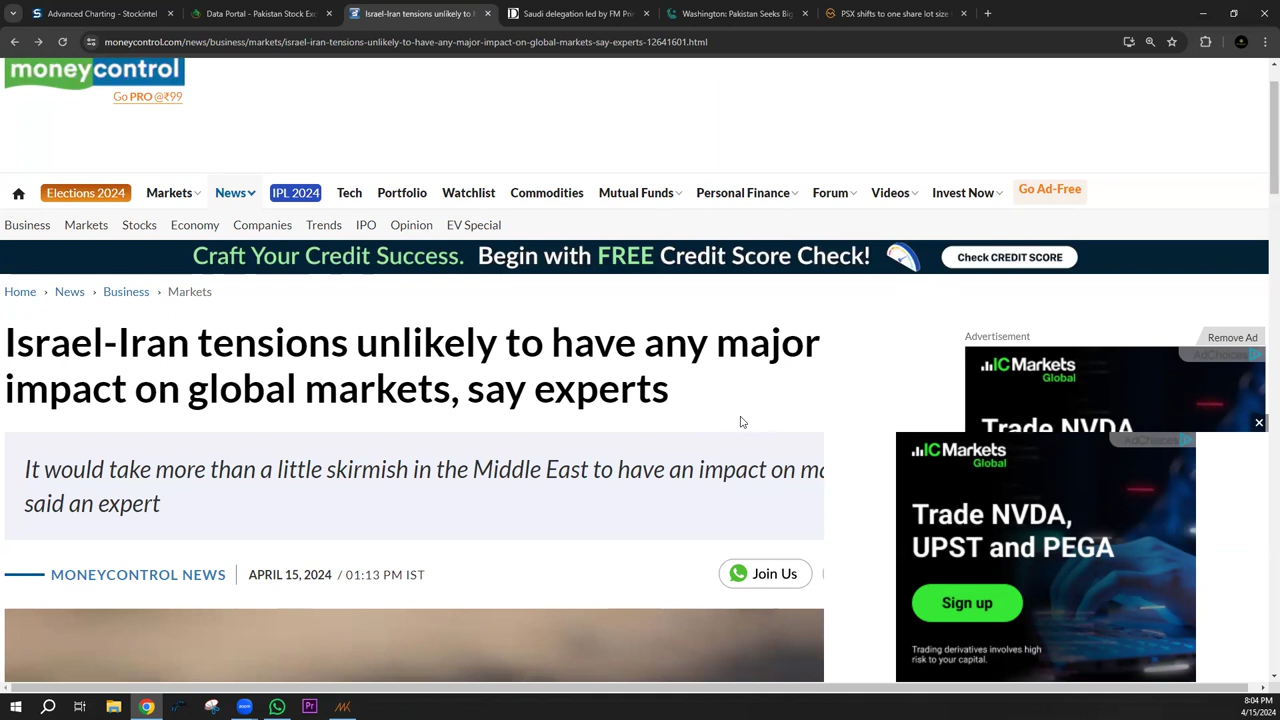 Advanced Charting - Stockintel
Data Portal - Pakistan Stock Exc
Israel-Iran tensions unlikely to h
Saudi delegation led by FM Prin
Washington: Pakistan Seeks Big
PSX shifts to one share lot size
moneycontrol.com/news/business/markets/israel-iran-tensions-unlikely-to-have-any-major-impact-on-global-markets-say-experts-12641601.html
moneycontrol
Go PRO @₹99
Elections 2024 Markets News IPL 2024 Tech Portfolio Watchlist Commodities Mutual Funds Personal Finance Forum Videos Invest Now Go Ad-Free
Business Markets Stocks Economy Companies Trends IPO Opinion EV Special
Craft Your Credit Success. Begin with FREE Credit Score Check! Check CREDIT SCORE
Home › News › Business › Markets
Israel-Iran tensions unlikely to have any major
impact on global markets, say experts
It would take more than a little skirmish in the Middle East to have an impact on ma
said an expert
MONEYCONTROL NEWS APRIL 15, 2024 / 01:13 PM IST
Join Us
Advertisement
Remove Ad
AdChoices
IC Markets
Global
Trade NVDA
AdChoices
IC Markets
Global
Trade NVDA,
UPST and PEGA
Sign up
Trading derivatives involves high
risk to your capital.
8:04 PM
4/15/2024